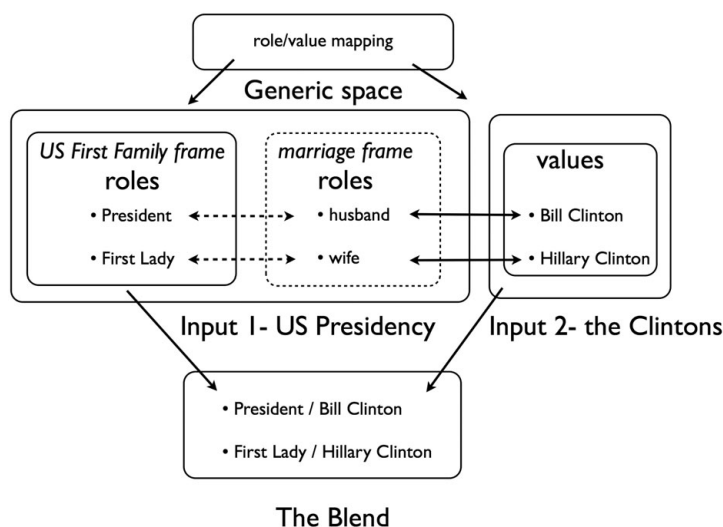 role/value mapping
Generic space
US First Family frame
roles
• President
• First Lady
marriage frame
roles
• husband
• wife
values
• Bill Clinton
• Hillary Clinton
Input 1- US Presidency
Input 2- the Clintons
• President / Bill Clinton
• First Lady / Hillary Clinton
The Blend